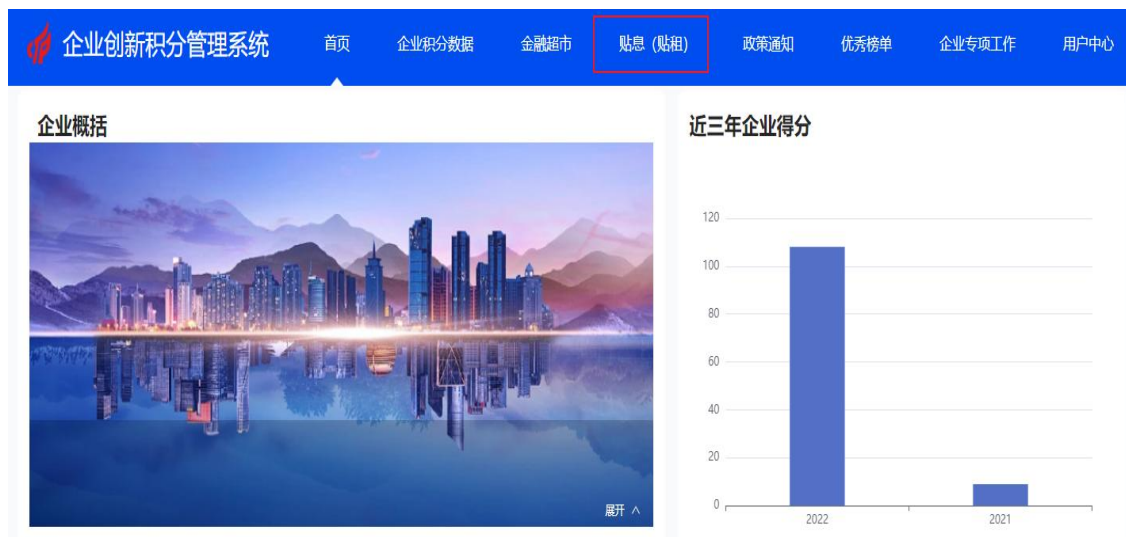 企业创新积分管理系统 首页 企业积分数据 金融超市 贴息（贴租） 政策通知 优秀榜单 企业专项工作 用户中心
企业概括
展开 ∧
近三年企业得分
120
100
80
60
40
20
0
2022 2021